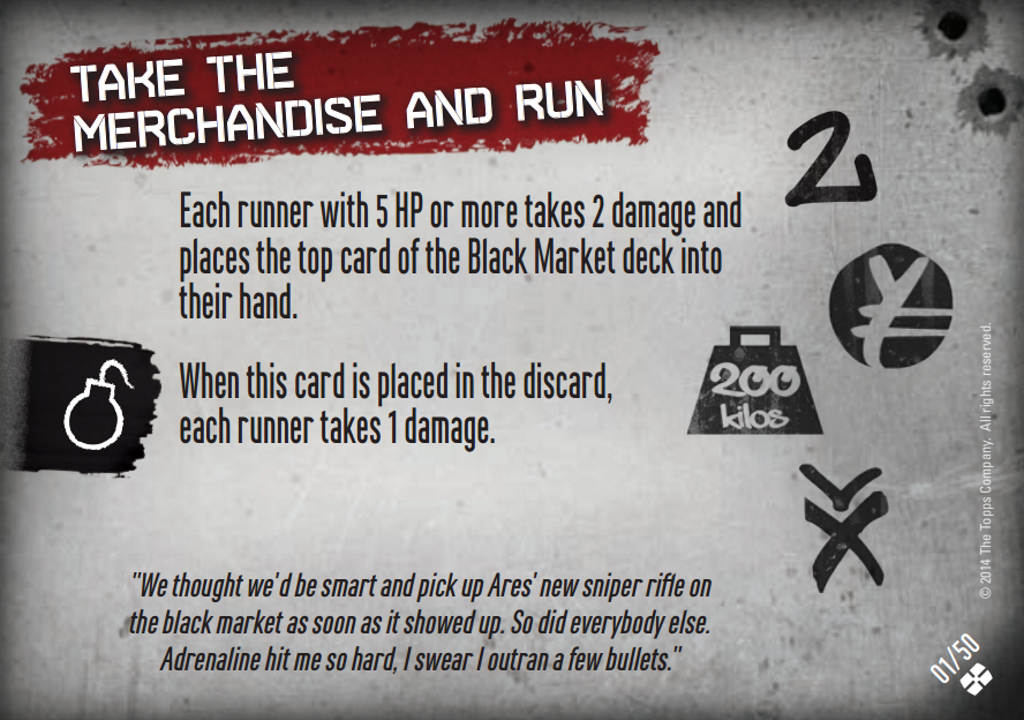 TAKE THE
MERCHANDISE AND RUN
Each runner with 5 HP or more takes 2 damage and
places the top card of the Black Market deck into
their hand.
When this card is placed in the discard,
each runner takes 1 damage.
"We thought we'd be smart and pick up Ares' new sniper rifle on
the black market as soon as it showed up. So did everybody else.
Adrenaline hit me so hard, I swear I outran a few bullets."
2
¥
200
kilos
© 2014 The Topps Company. All rights reserved.
01/50